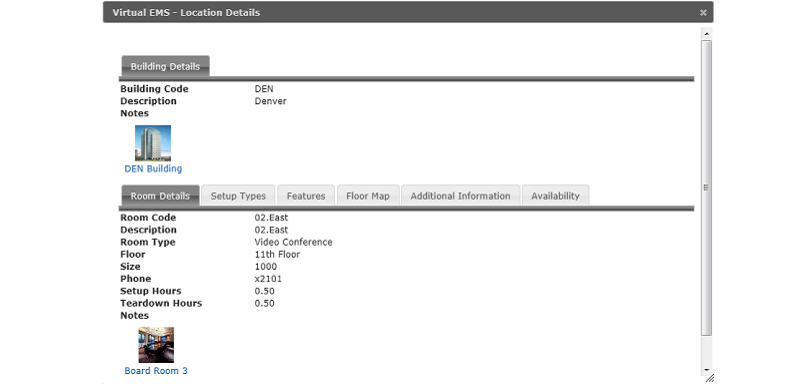 Virtual EMS - Location Details
Building Details
Building Code DEN
Description Denver
Notes
DEN Building
Room Details Setup Types Features Floor Map Additional Information Availability
Room Code 02.East
Description 02.East
Room Type Video Conference
Floor 11th Floor
Size 1000
Phone x2101
Setup Hours 0.50
Teardown Hours 0.50
Notes
Board Room 3